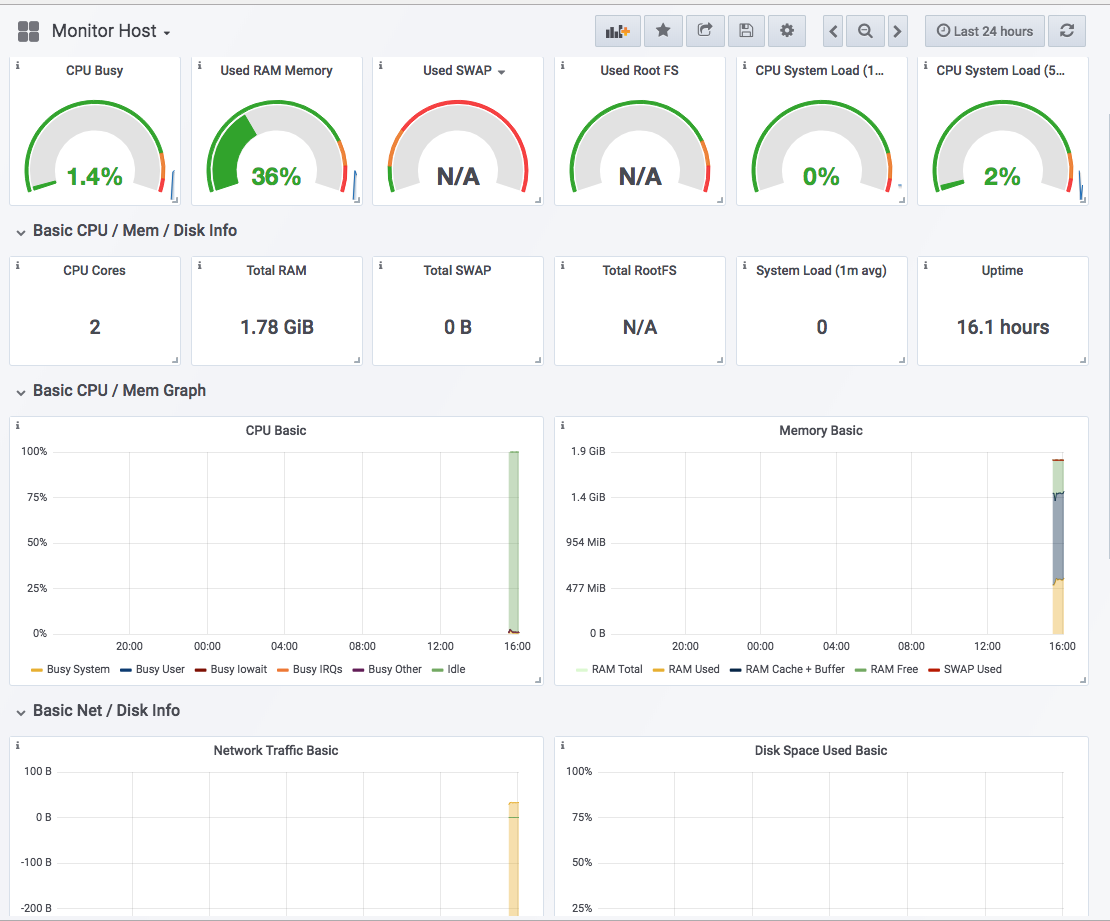 Monitor Host
Last 24 hours
CPU Busy
Used RAM Memory
Used SWAP
Used Root FS
CPU System Load (1...
CPU System Load (5...
1.4%
36%
N/A
N/A
0%
2%
Basic CPU / Mem / Disk Info
CPU Cores
Total RAM
Total SWAP
Total RootFS
System Load (1m avg)
Uptime
2
1.78 GiB
0 B
N/A
0
16.1 hours
Basic CPU / Mem Graph
CPU Basic
100%
75%
50%
25%
0%
20:00 00:00 04:00 08:00 12:00 16:00
Busy System Busy User Busy Iowait Busy IRQs Busy Other Idle
Memory Basic
1.9 GiB
1.4 GiB
954 MiB
477 MiB
0 B
20:00 00:00 04:00 08:00 12:00 16:00
RAM Total RAM Used RAM Cache + Buffer RAM Free SWAP Used
Basic Net / Disk Info
Network Traffic Basic
100 B
0 B
-100 B
-200 B
Disk Space Used Basic
100%
75%
50%
25%